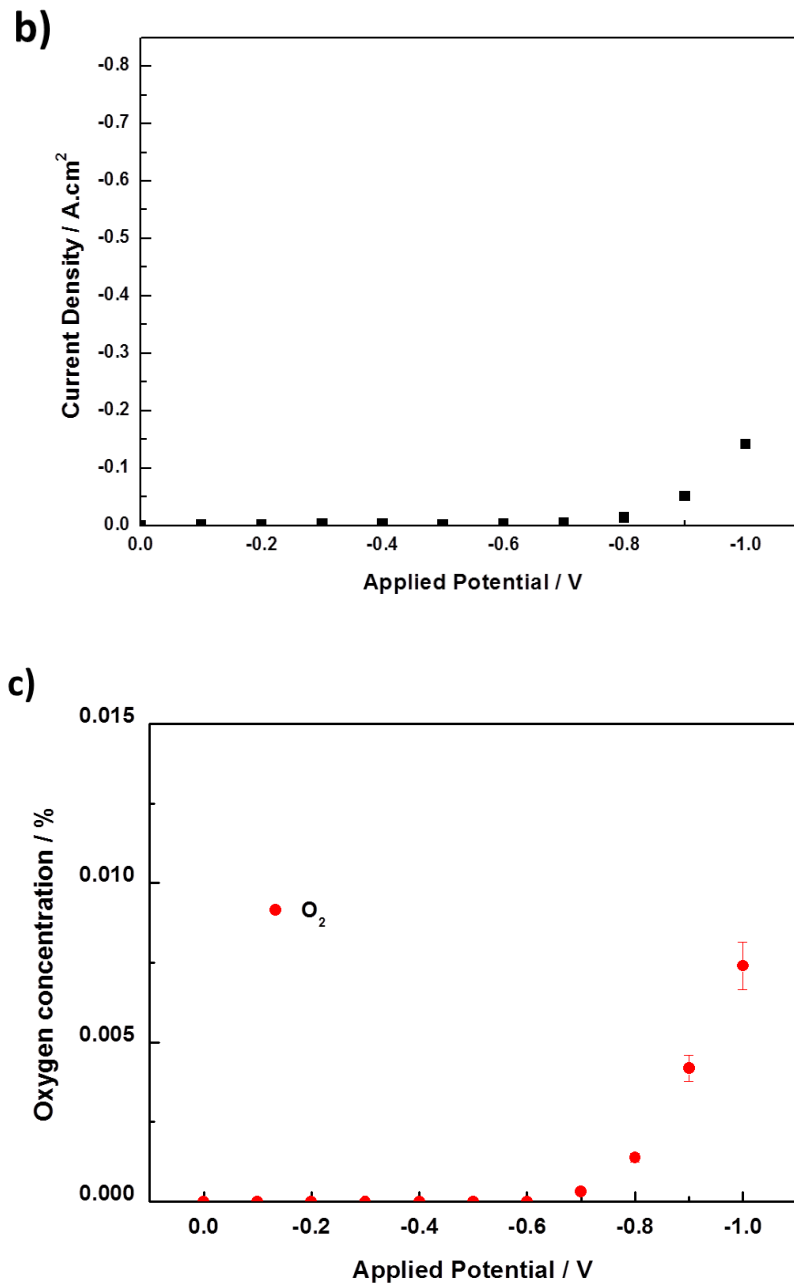 b)
-0.8
-0.7
-0.6
-0.5
-0.4
-0.3
-0.2
-0.1
0.0
Current Density / A.cm²
0.0 -0.2 -0.4 -0.6 -0.8 -1.0
Applied Potential / V
c)
0.015
0.010
0.005
0.000
Oxygen concentration / %
O₂
0.0 -0.2 -0.4 -0.6 -0.8 -1.0
Applied Potential / V